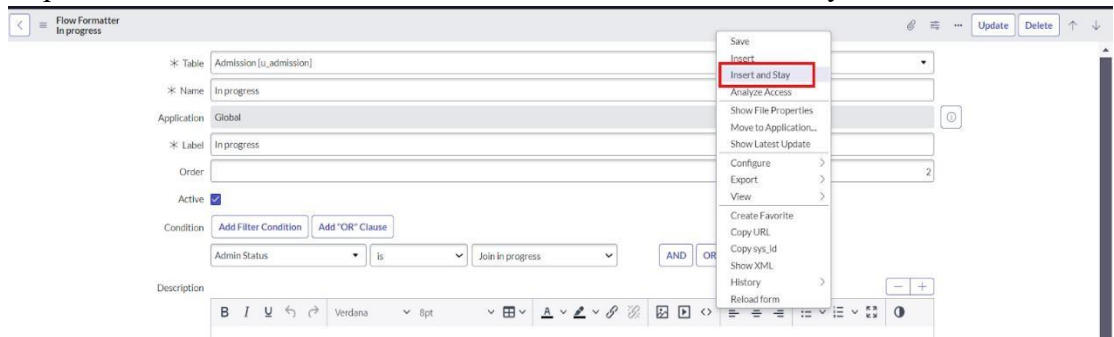 Flow Formatter
In progress
Update Delete
Save
Insert
Insert and Stay
Analyze Access
Show File Properties
Move to Application...
Show Latest Update
Configure
Export
View
Create Favorite
Copy URL
Copy sys_id
Show XML
History
Reload form
Table Admission [u_admission]
Name In progress
Application Global
Label In progress
Order 2
Active
Condition Add Filter Condition Add "OR" Clause
Admin Status is Join in progress AND OR
Description
B I U Verdana 8pt A